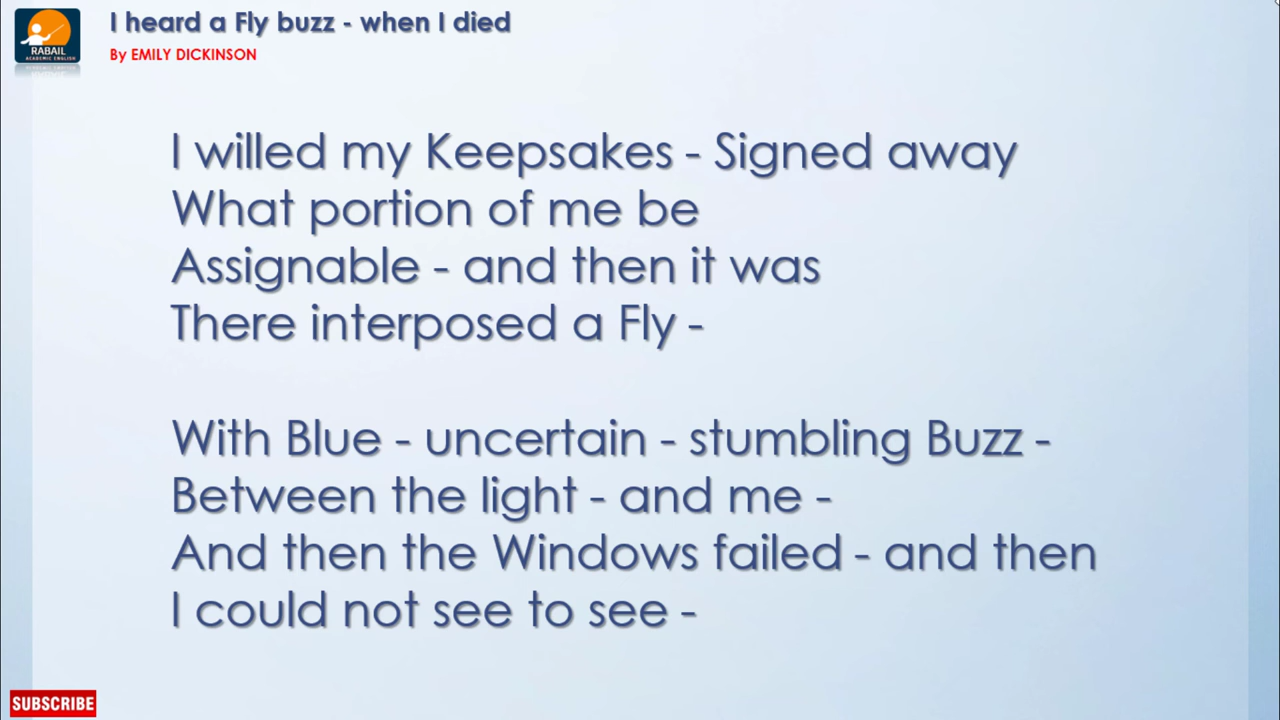 I heard a Fly buzz - when I died
By EMILY DICKINSON
RABAIL
ACADEMIC ENGLISH
I willed my Keepsakes - Signed away
What portion of me be
Assignable - and then it was
There interposed a Fly -
With Blue - uncertain - stumbling Buzz -
Between the light - and me -
And then the Windows failed - and then
I could not see to see -
SUBSCRIBE